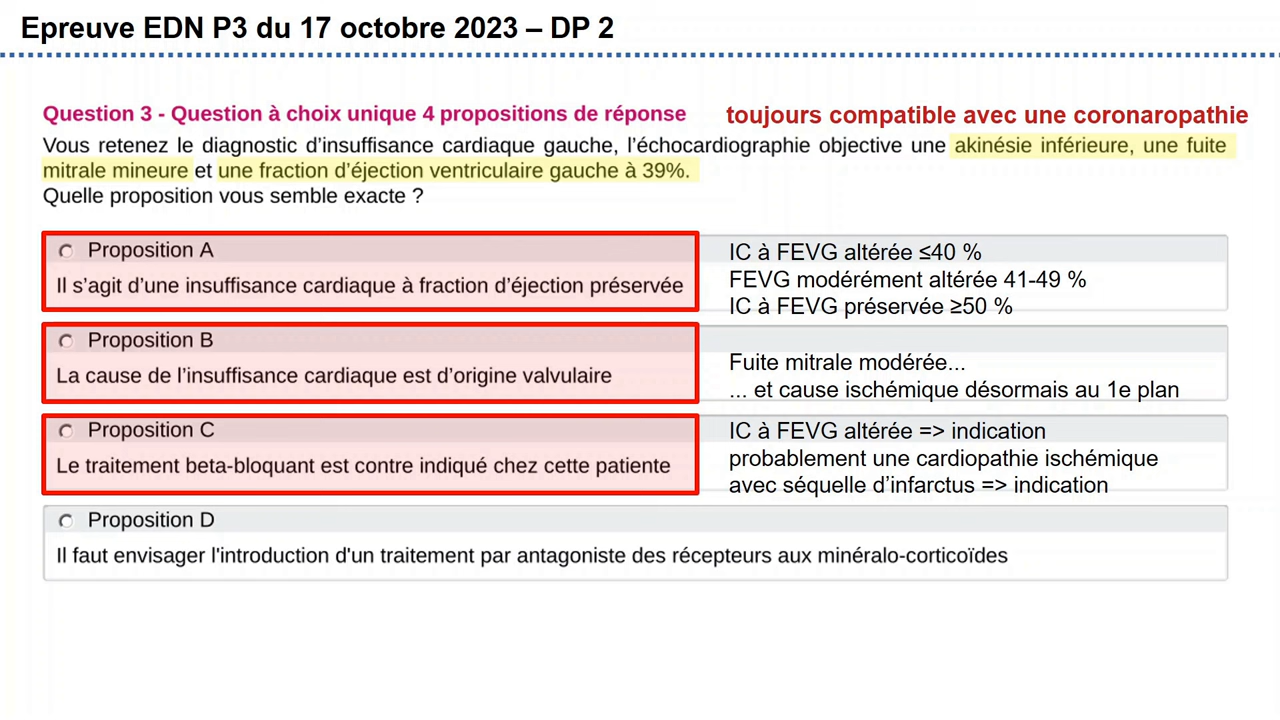 Epreuve EDN P3 du 17 octobre 2023 – DP 2
Question 3 - Question à choix unique 4 propositions de réponse
toujours compatible avec une coronaropathie
Vous retenez le diagnostic d’insuffisance cardiaque gauche, l’échocardiographie objective une akinésie inférieure, une fuite
mitrale mineure et une fraction d’éjection ventriculaire gauche à 39%.
Quelle proposition vous semble exacte ?
Proposition A
Il s’agit d’une insuffisance cardiaque à fraction d’éjection préservée
IC à FEVG altérée ≤40 %
FEVG modérément altérée 41-49 %
IC à FEVG préservée ≥50 %
Proposition B
La cause de l’insuffisance cardiaque est d’origine valvulaire
Fuite mitrale modérée...
... et cause ischémique désormais au 1e plan
Proposition C
Le traitement beta-bloquant est contre indiqué chez cette patiente
IC à FEVG altérée => indication
probablement une cardiopathie ischémique
avec séquelle d’infarctus => indication
Proposition D
Il faut envisager l'introduction d'un traitement par antagoniste des récepteurs aux minéralo-corticoïdes